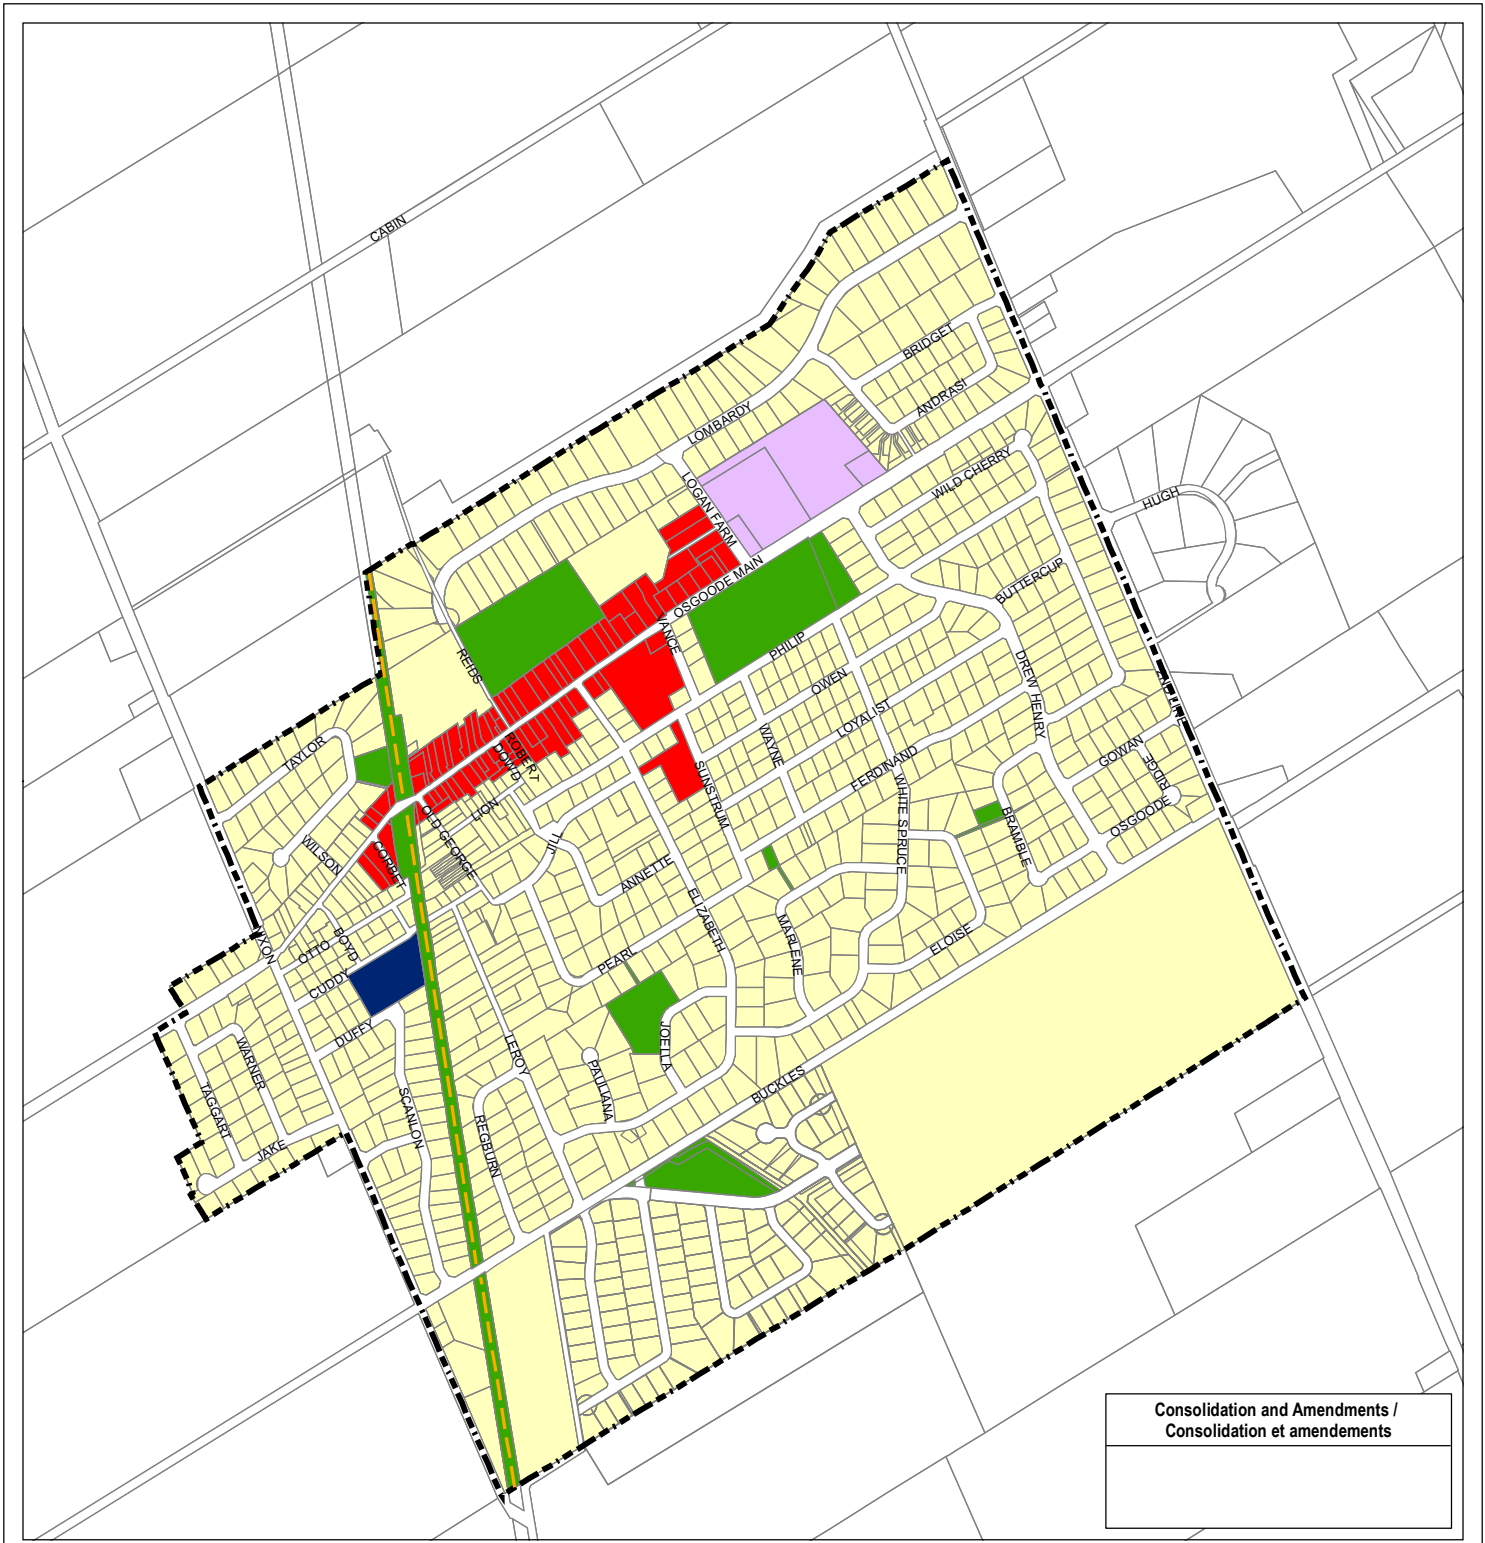 CABIN
BRIDGET
ANDRASI
LOMBARDY
LOGAN FARM
WILD CHERRY
HUGH
OSGOODE MAIN
BUTTERCUP
VANCE
PHILIP
REIDS
OWEN
DREW HENRY
LOYALIST
WAYNE
TAYLOR
ROBERT
DOWD
FERDINAND
GOWAN
SUNSTRUM
WHITE SPRUCE
RIDGE
LION
OLD GEORGE
OSGOODE
WILSON
CORBET
JILL
BRAMBLE
ANNETTE
ELIZABETH
MARLENE
BOYD
OTTO
ELOISE
PEARL
CUDDY
DUFFY
JOELLA
LEROY
WARNER
PAULIANA
BUCKLES
TAGGART
SCANLON
REGBURN
JAKE
Consolidation and Amendments /
Consolidation et amendements